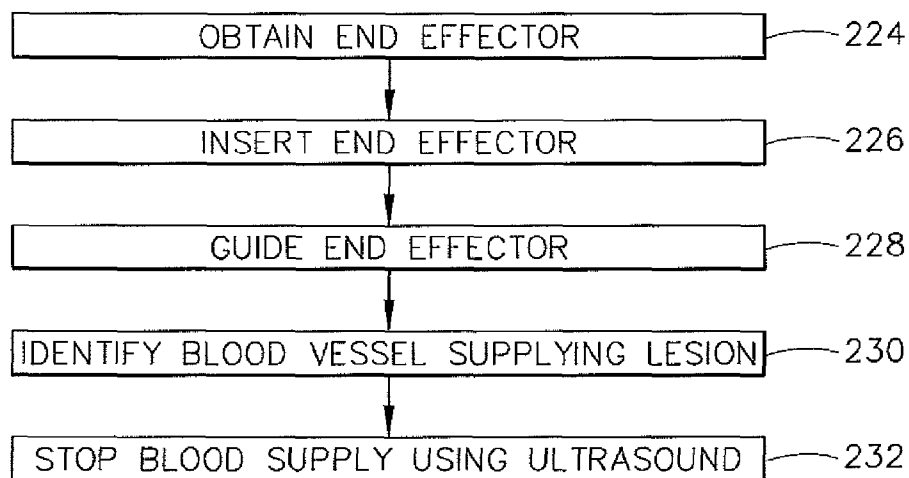 OBTAIN END EFFECTOR 224
INSERT END EFFECTOR 226
GUIDE END EFFECTOR 228
IDENTIFY BLOOD VESSEL SUPPLYING LESION 230
STOP BLOOD SUPPLY USING ULTRASOUND 232